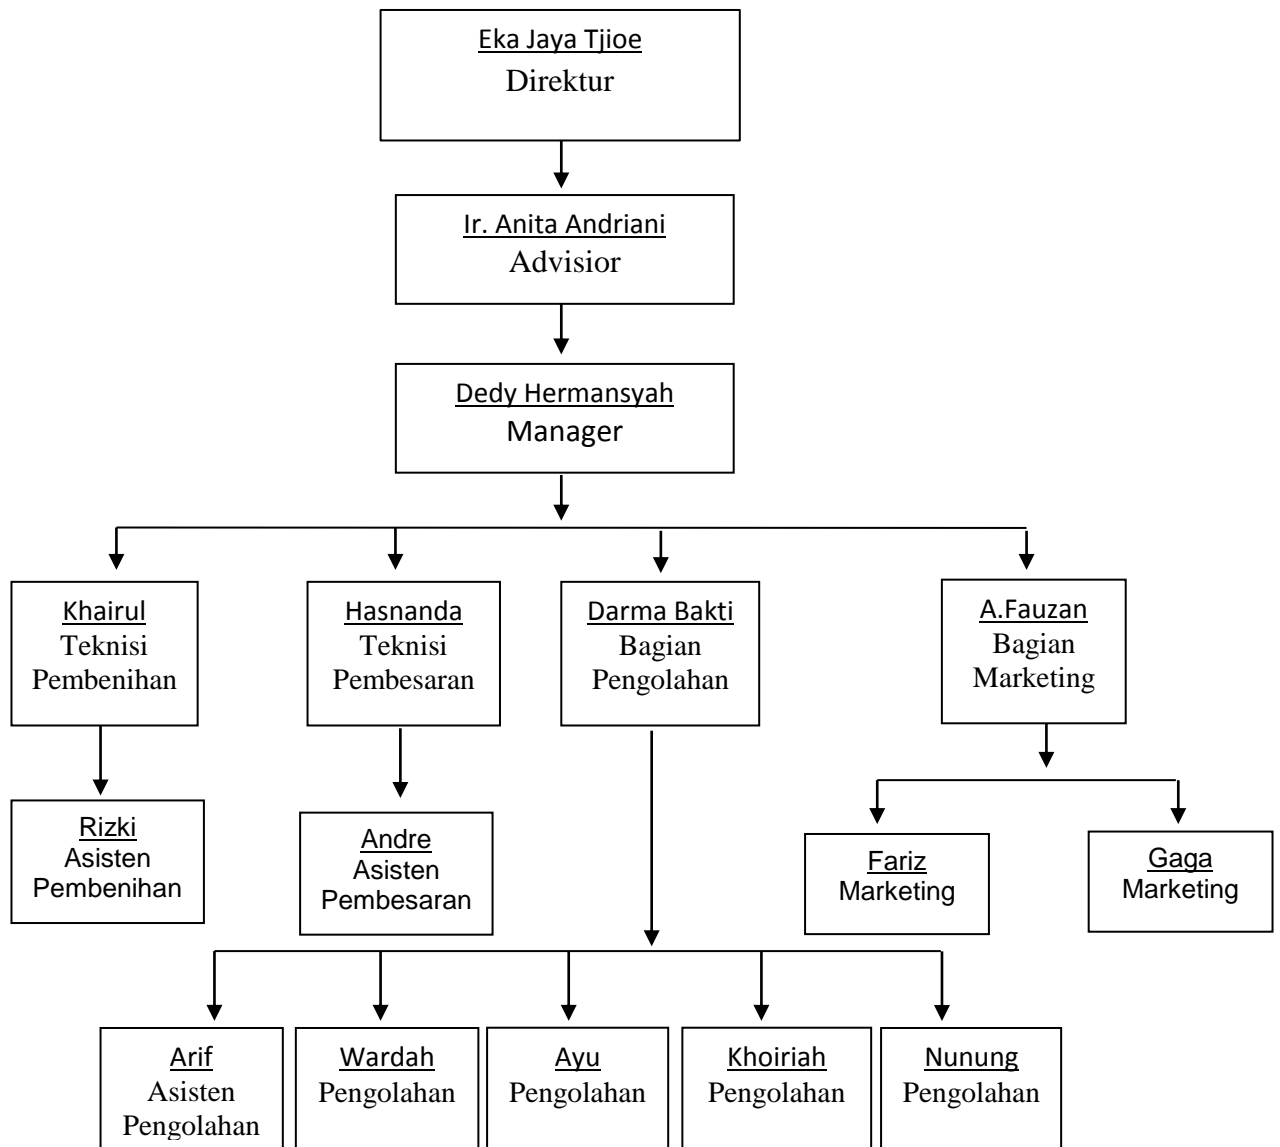 Eka Jaya Tjioe
Direktur
Ir. Anita Andriani
Advisior
Dedy Hermansyah
Manager
Khairul
Teknisi
Pembenihan
Hasnanda
Teknisi
Pembesaran
Darma Bakti
Bagian
Pengolahan
A.Fauzan
Bagian
Marketing
Rizki
Asisten
Pembenihan
Andre
Asisten
Pembesaran
Fariz
Marketing
Gaga
Marketing
Arif
Asisten
Pengolahan
Wardah
Pengolahan
Ayu
Pengolahan
Khoiriah
Pengolahan
Nunung
Pengolahan